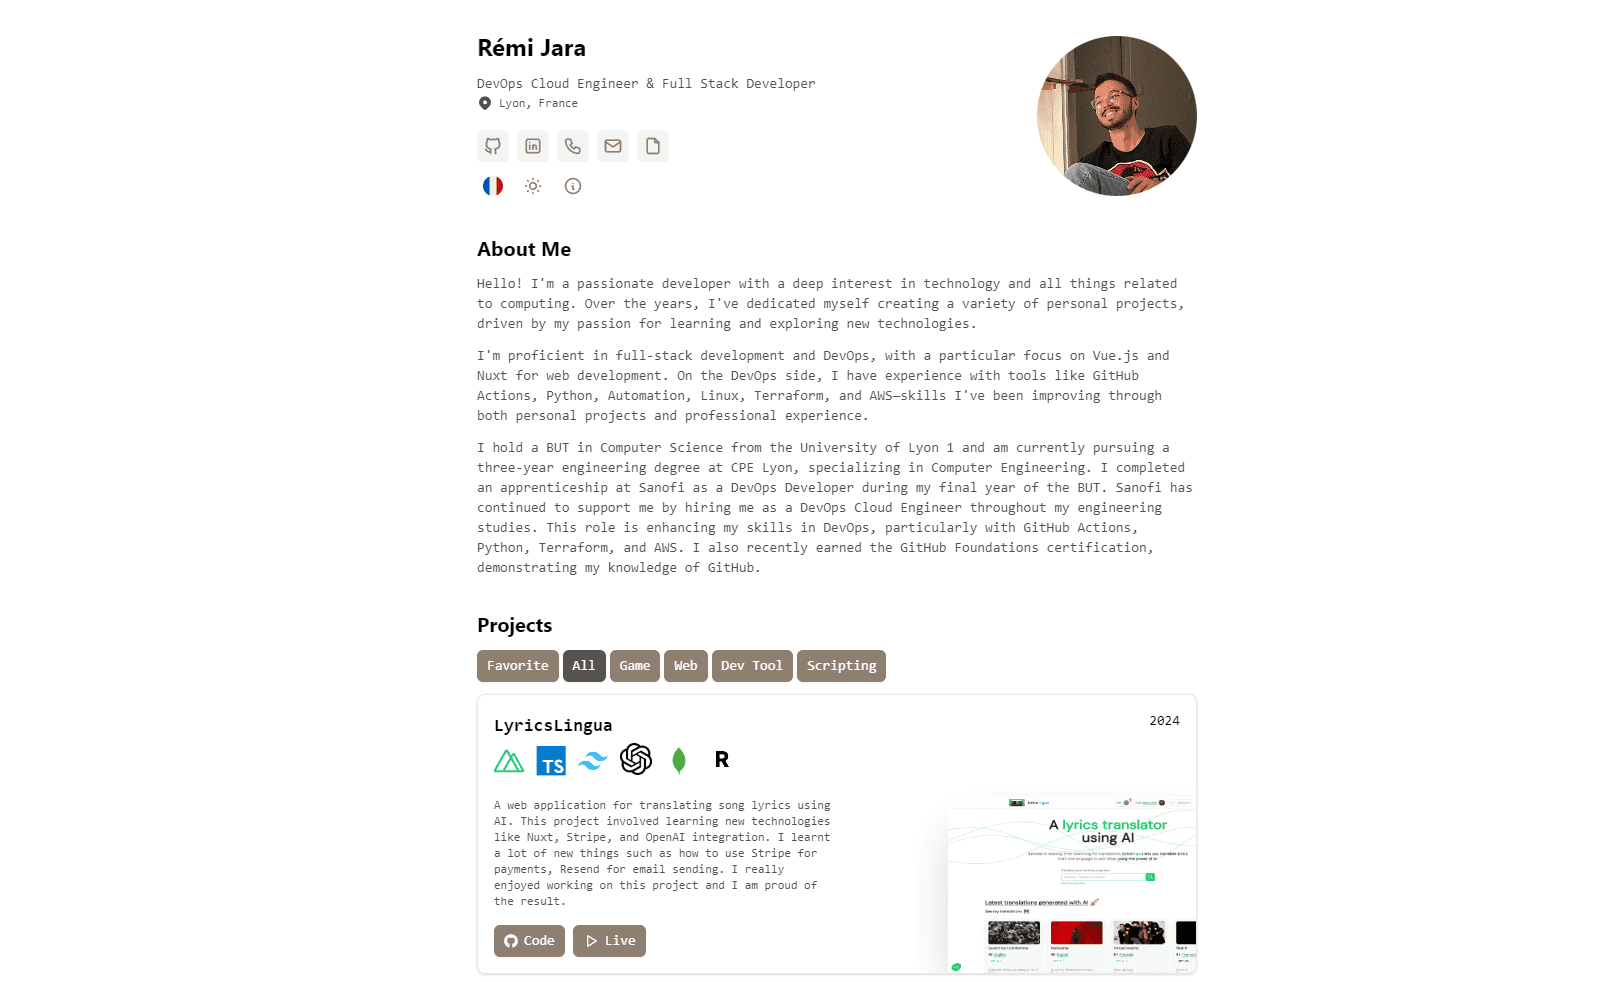 Rémi Jara
DevOps Cloud Engineer & Full Stack Developer
Lyon, France
in
About Me
Hello! I'm a passionate developer with a deep interest in technology and all things related
to computing. Over the years, I've dedicated myself creating a variety of personal projects,
driven by my passion for learning and exploring new technologies.
I'm proficient in full-stack development and DevOps, with a particular focus on Vue.js and
Nuxt for web development. On the DevOps side, I have experience with tools like GitHub
Actions, Python, Automation, Linux, Terraform, and AWS—skills I've been improving through
both personal projects and professional experience.
I hold a BUT in Computer Science from the University of Lyon 1 and am currently pursuing a
three-year engineering degree at CPE Lyon, specializing in Computer Engineering. I completed
an apprenticeship at Sanofi as a DevOps Developer during my final year of the BUT. Sanofi has
continued to support me by hiring me as a DevOps Cloud Engineer throughout my engineering
studies. This role is enhancing my skills in DevOps, particularly with GitHub Actions,
Python, Terraform, and AWS. I also recently earned the GitHub Foundations certification,
demonstrating my knowledge of GitHub.
Projects
Favorite All Game Web Dev Tool Scripting
LyricsLingua 2024
TS R
A web application for translating song lyrics using
AI. This project involved learning new technologies
like Nuxt, Stripe, and OpenAI integration. I learnt
a lot of new things such as how to use Stripe for
payments, Resend for email sending. I really
enjoyed working on this project and I am proud of
the result.
Code Live
A lyrics translator
using AI
Latest translations generated with AI
See my translations